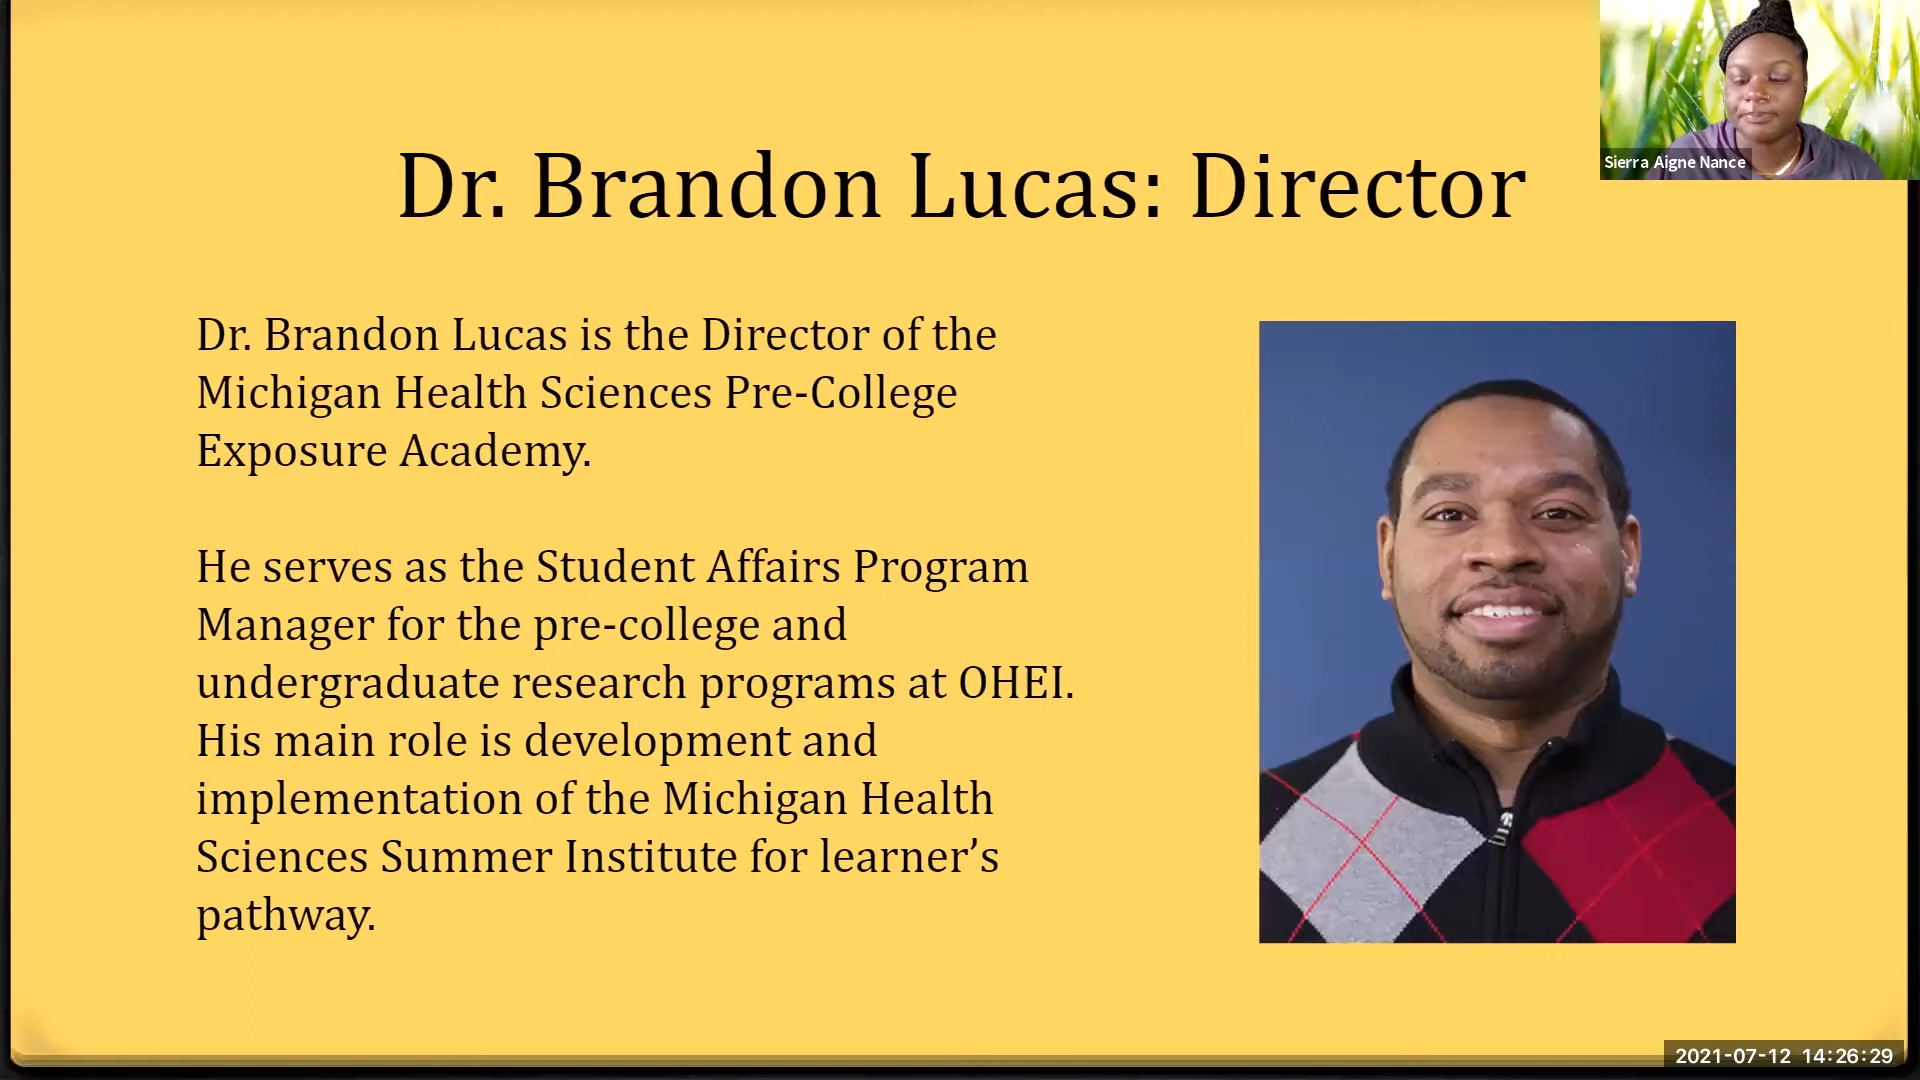 Sierra Aigne Nance
Dr. Brandon Lucas: Director
Dr. Brandon Lucas is the Director of the
Michigan Health Sciences Pre-College
Exposure Academy.
He serves as the Student Affairs Program
Manager for the pre-college and
undergraduate research programs at OHEI.
His main role is development and
implementation of the Michigan Health
Sciences Summer Institute for learner’s
pathway.
2021-07-12 14:26:29